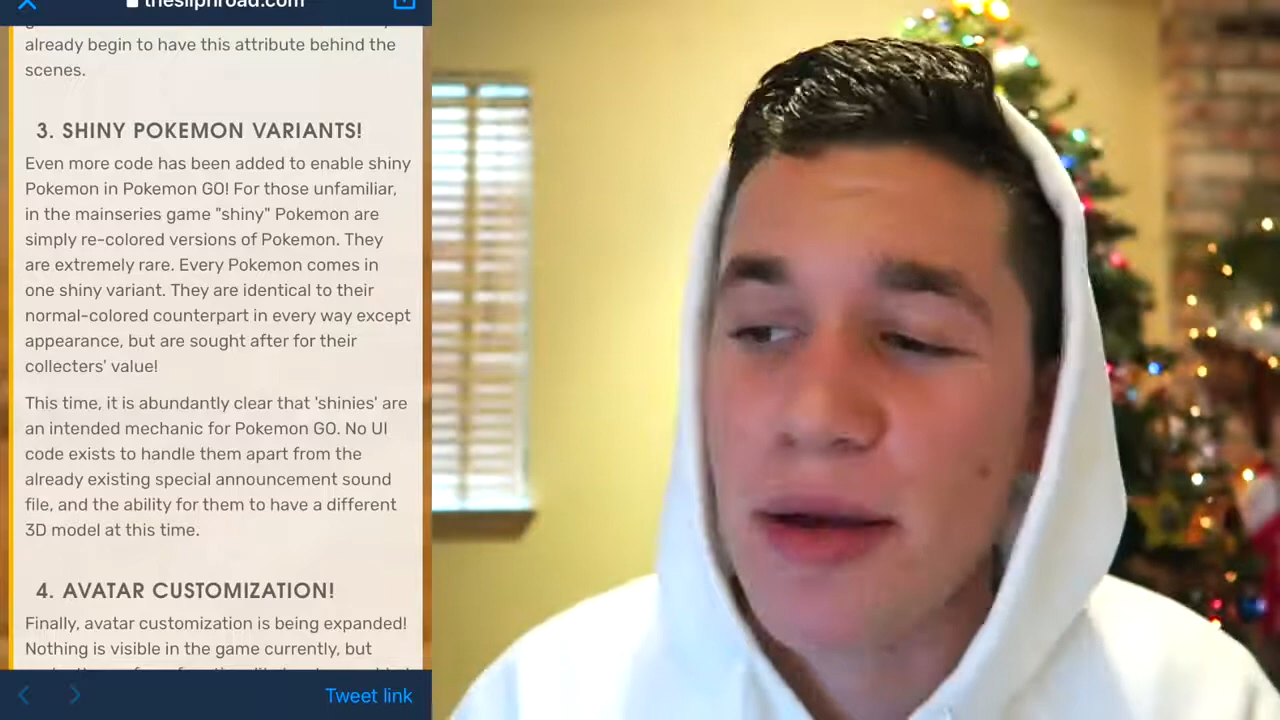 thesilphroad.com
already begin to have this attribute behind the
scenes.
3. SHINY POKEMON VARIANTS!
Even more code has been added to enable shiny
Pokemon in Pokemon GO! For those unfamiliar,
in the mainseries game "shiny" Pokemon are
simply re-colored versions of Pokemon. They
are extremely rare. Every Pokemon comes in
one shiny variant. They are identical to their
normal-colored counterpart in every way except
appearance, but are sought after for their
collecters' value!
This time, it is abundantly clear that 'shinies' are
an intended mechanic for Pokemon GO. No UI
code exists to handle them apart from the
already existing special announcement sound
file, and the ability for them to have a different
3D model at this time.
4. AVATAR CUSTOMIZATION!
Finally, avatar customization is being expanded!
Nothing is visible in the game currently, but
Tweet link